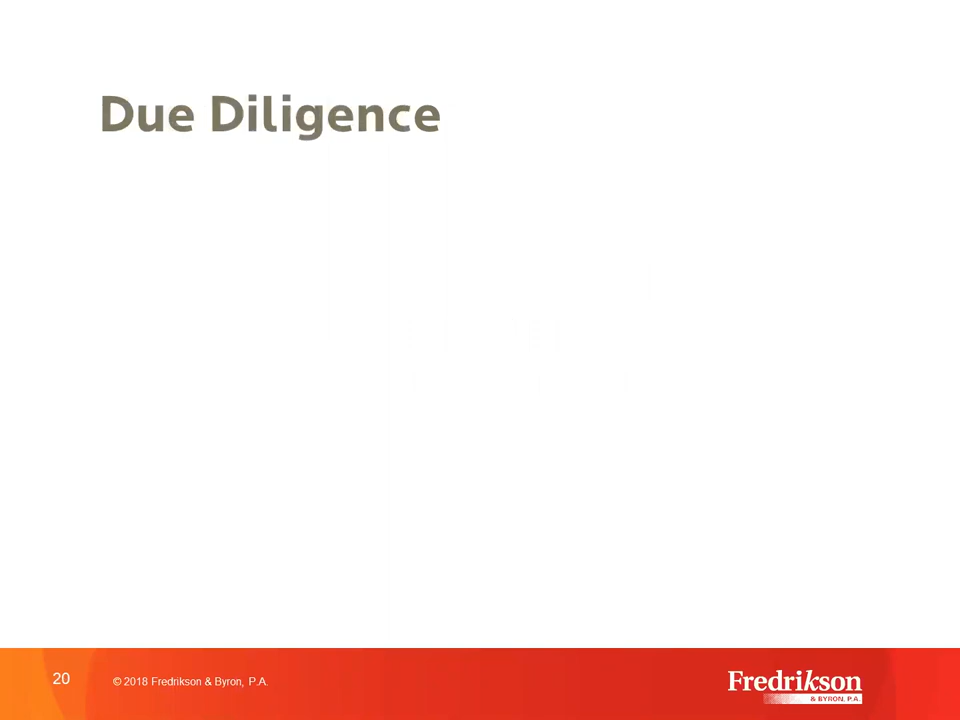 Due Diligence
20
© 2018 Fredrikson & Byron, P.A.
Fredrikson
& BYRON, P.A.